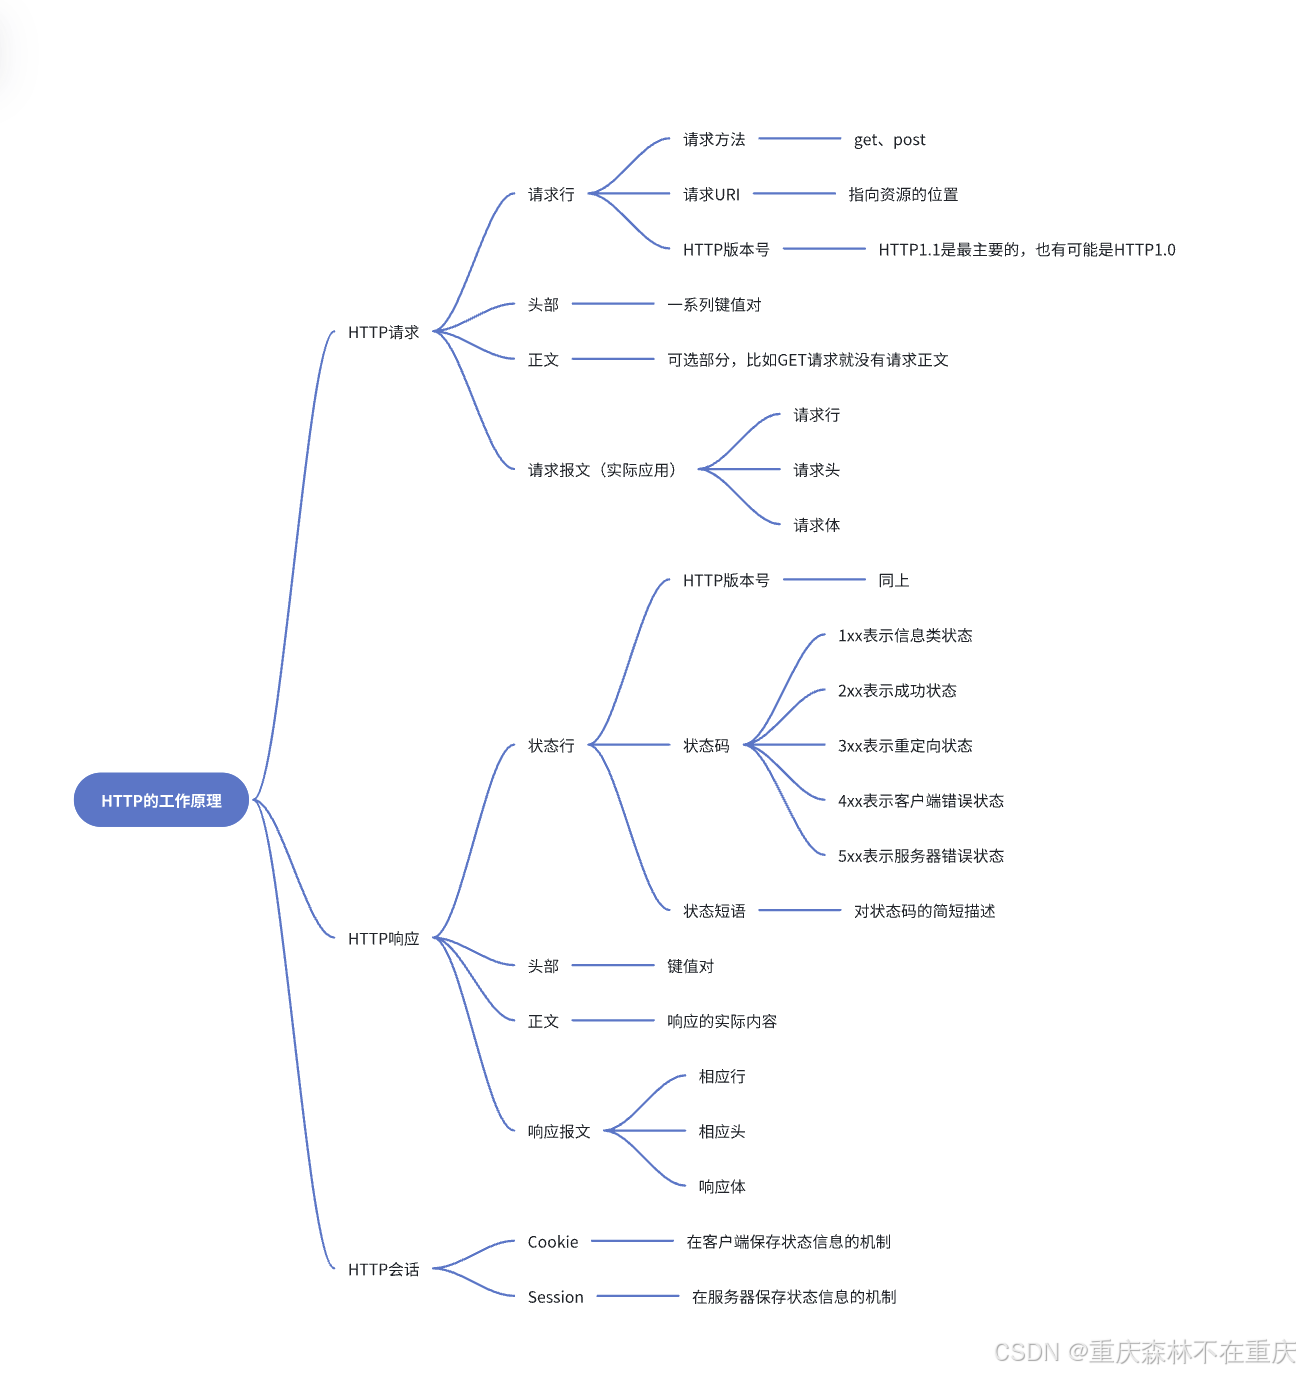 请求方法
get、post
请求行
请求URI
指向资源的位置
HTTP版本号
HTTP1.1是最主要的，也有可能是HTTP1.0
头部
一系列键值对
HTTP请求
正文
可选部分，比如GET请求就没有请求正文
请求行
请求报文（实际应用）
请求头
请求体
HTTP版本号
同上
1xx表示信息类状态
2xx表示成功状态
状态行
状态码
3xx表示重定向状态
HTTP的工作原理
4xx表示客户端错误状态
5xx表示服务器错误状态
状态短语
对状态码的简短描述
HTTP响应
头部
键值对
正文
响应的实际内容
相应行
响应报文
相应头
响应体
Cookie
在客户端保存状态信息的机制
HTTP会话
Session
在服务器保存状态信息的机制
CSDN @重庆森林不在重庆